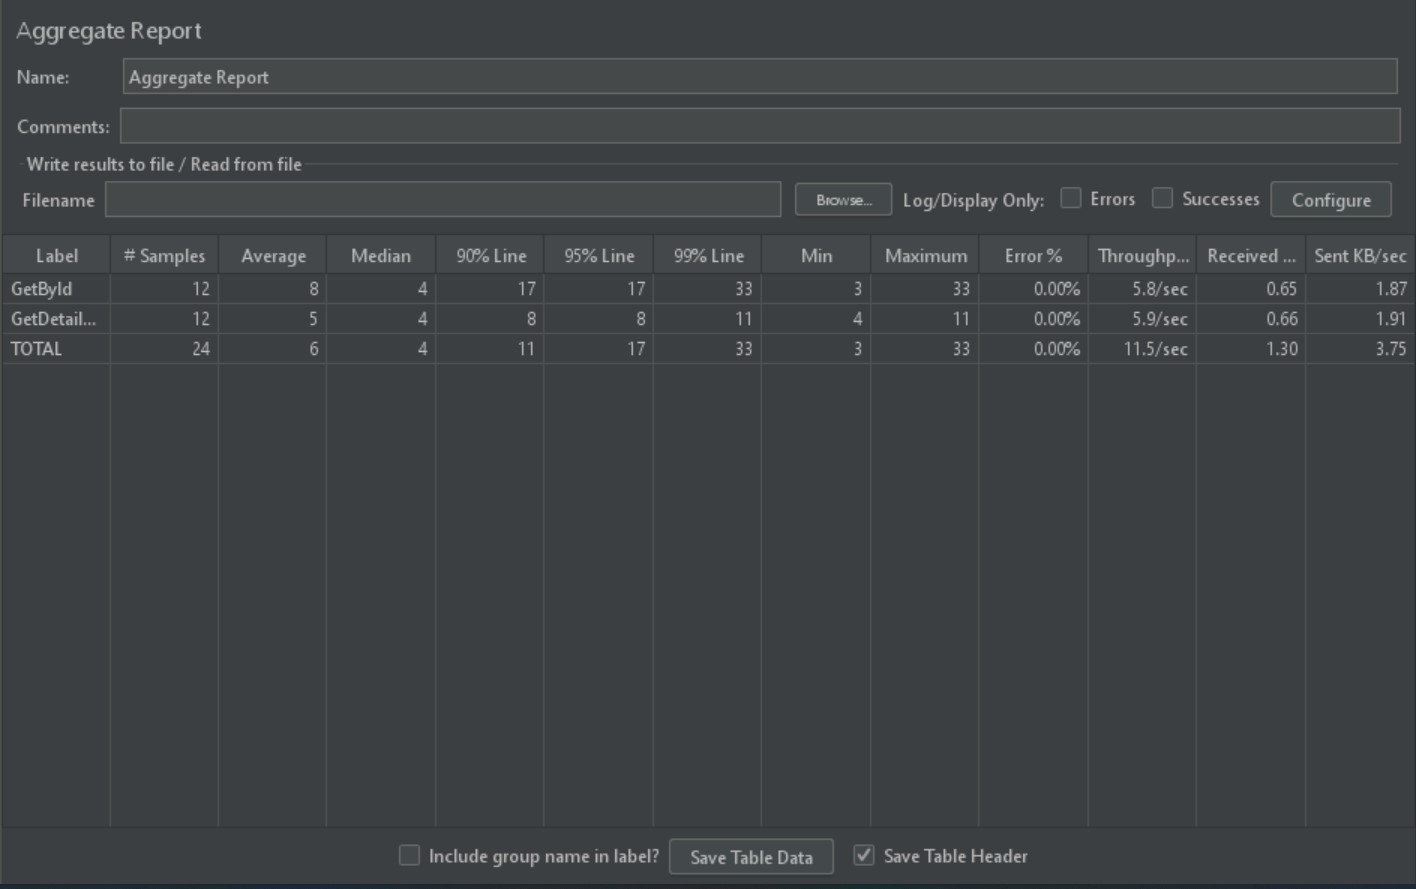 Aggregate Report
Name: Aggregate Report
Comments:
Write results to file / Read from file
Filename Browse... Log/Display Only: Errors Successes Configure
Label # Samples Average Median 90% Line 95% Line 99% Line Min Maximum Error % Throughp... Received ... Sent KB/sec
GetById 12 8 4 17 17 33 3 33 0.00% 5.8/sec 0.65 1.87
GetDetail... 12 5 4 8 8 11 4 11 0.00% 5.9/sec 0.66 1.91
TOTAL 24 6 4 11 17 33 3 33 0.00% 11.5/sec 1.30 3.75
Include group name in label? Save Table Data Save Table Header